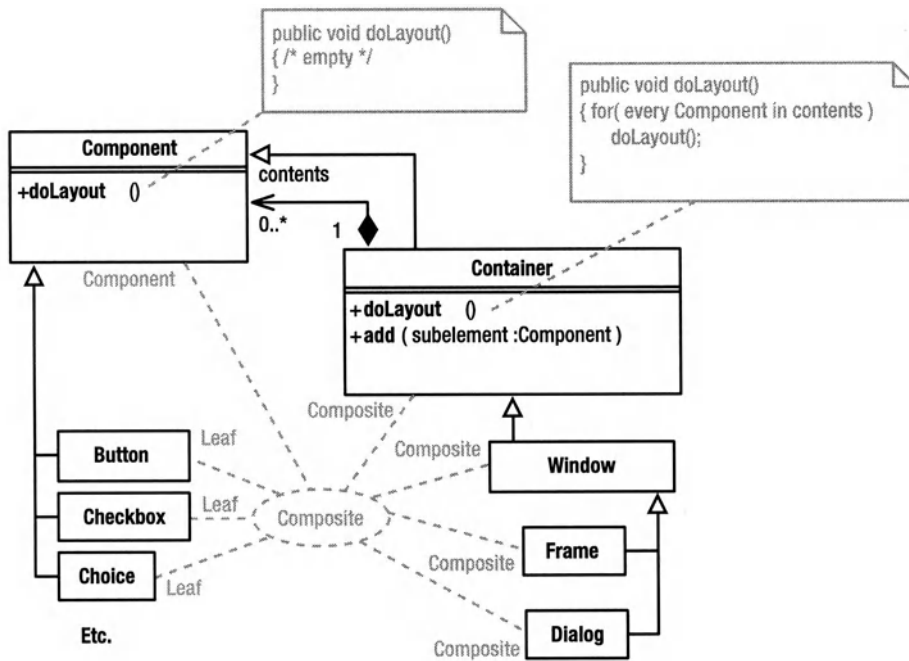 public void doLayout()
{ /* empty */
}
public void doLayout()
{ for( every Component in contents )
doLayout();
}
Component
+doLayout ()
contents
0..*
1
Container
+doLayout ()
+add ( subelement :Component )
Component
Composite
Leaf
Button
Composite
Window
Leaf
Checkbox
Composite
Composite
Frame
Choice
Leaf
Composite
Dialog
Etc.